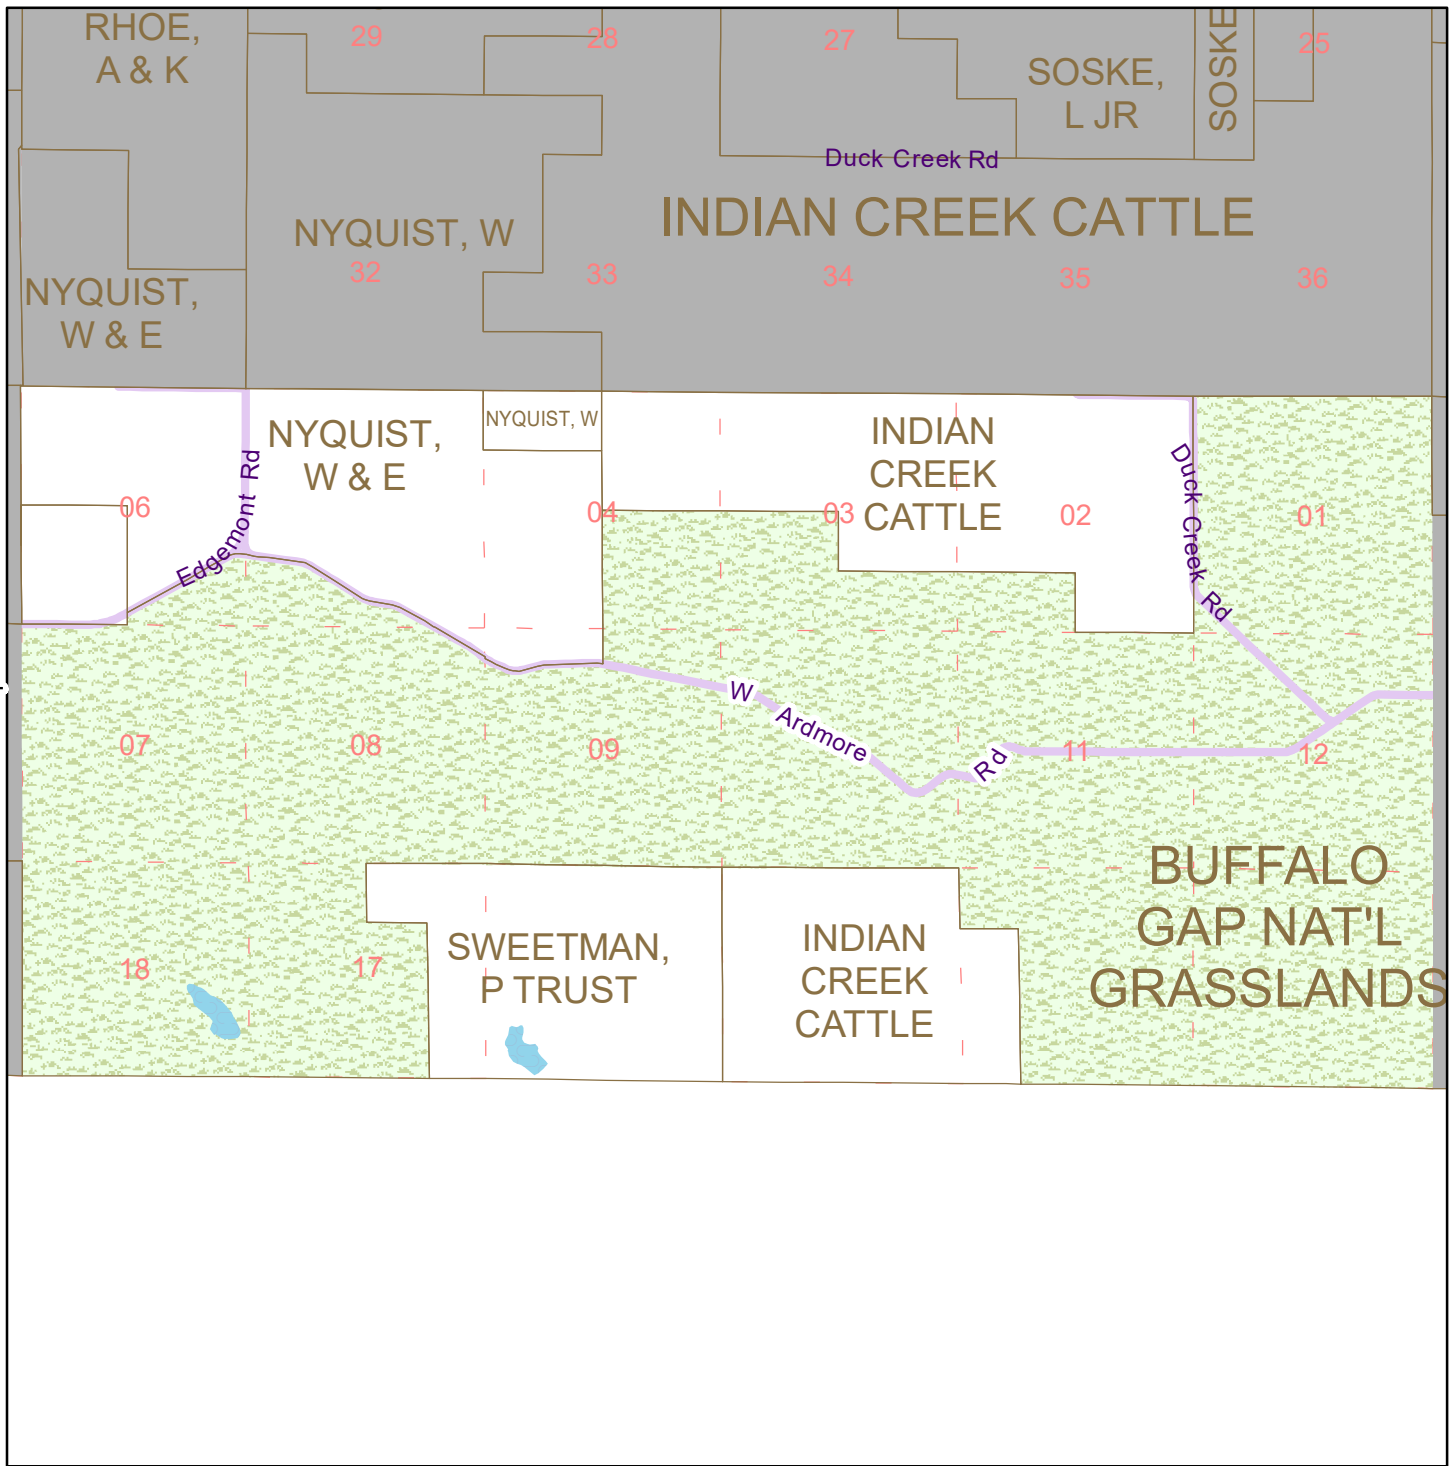 RHOE,
A & K
29
28
27
25
SOSKE,
L JR
SOSKE
Duck Creek Rd
INDIAN CREEK CATTLE
NYQUIST, W
32
33
34
35
36
NYQUIST,
W & E
NYQUIST,
W & E
NYQUIST, W
INDIAN
CREEK
CATTLE
Duck Creek Rd
Edgemont Rd
06
04
03
02
01
W Ardmore Rd
07
08
09
11
12
BUFFALO
GAP NAT'L
GRASSLANDS
SWEETMAN,
P TRUST
INDIAN
CREEK
CATTLE
18
17